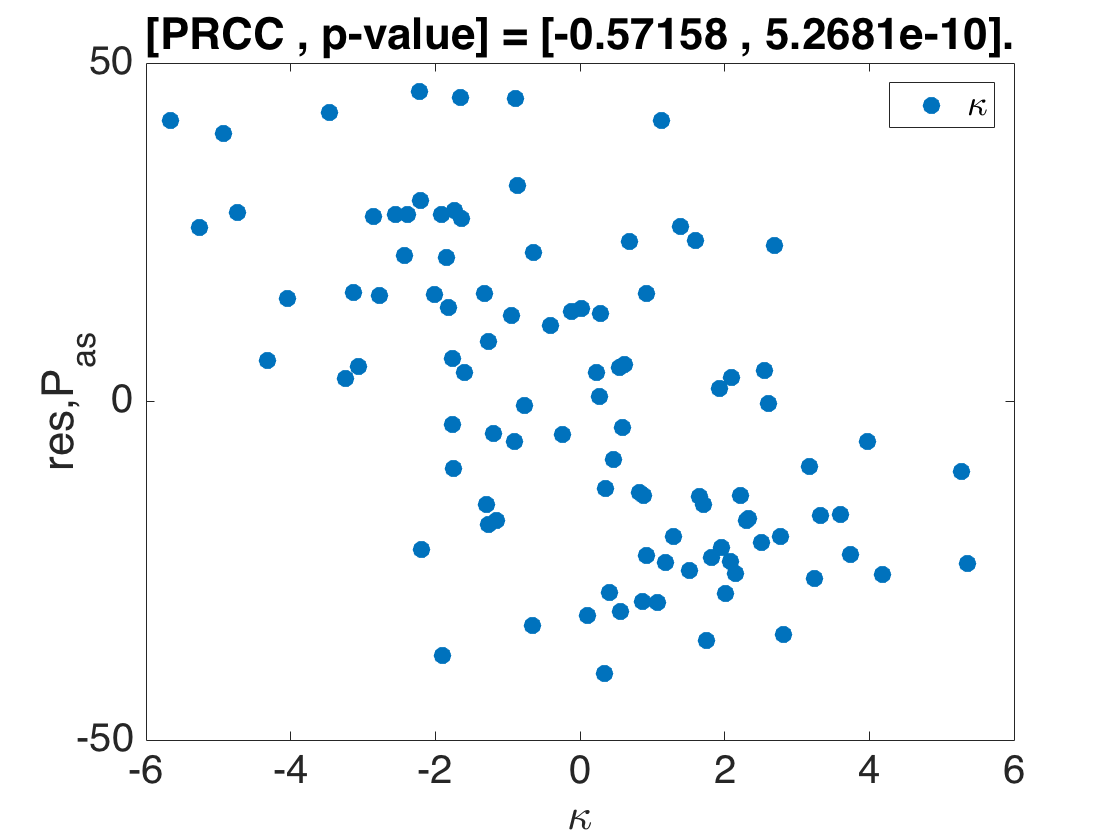 [PRCC , p-value] = [-0.57158 , 5.2681e-10].
50
κ
0
res,P as
-50
-6 -4 -2 0 2 4 6
κ